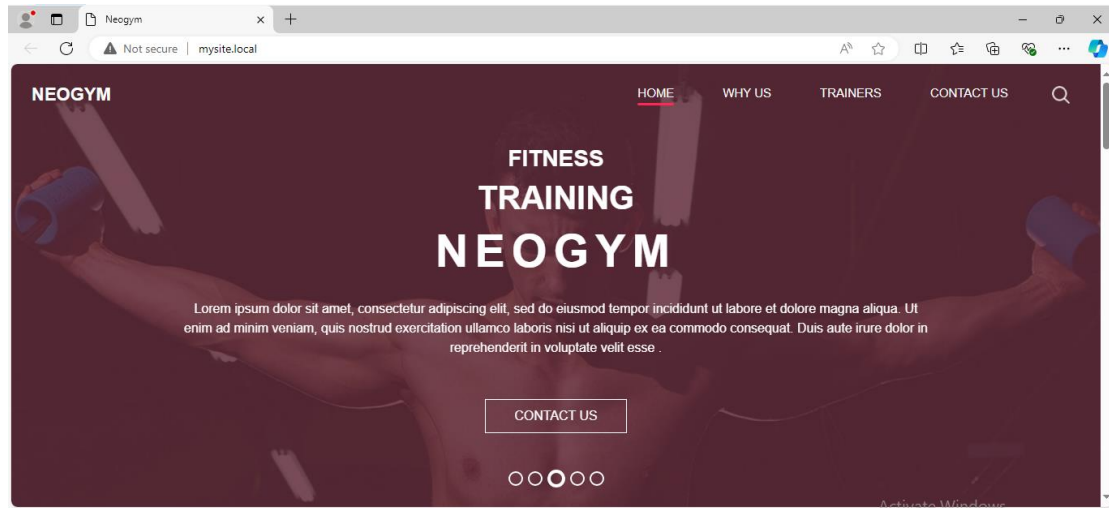 Neogym
Not secure | mysite.local
NEOGYM
HOME WHY US TRAINERS CONTACT US
FITNESS
TRAINING
NEOGYM
Lorem ipsum dolor sit amet, consectetur adipiscing elit, sed do eiusmod tempor incididunt ut labore et dolore magna aliqua. Ut
enim ad minim veniam, quis nostrud exercitation ullamco laboris nisi ut aliquip ex ea commodo consequat. Duis aute irure dolor in
reprehenderit in voluptate velit esse .
CONTACT US
Activate Windows